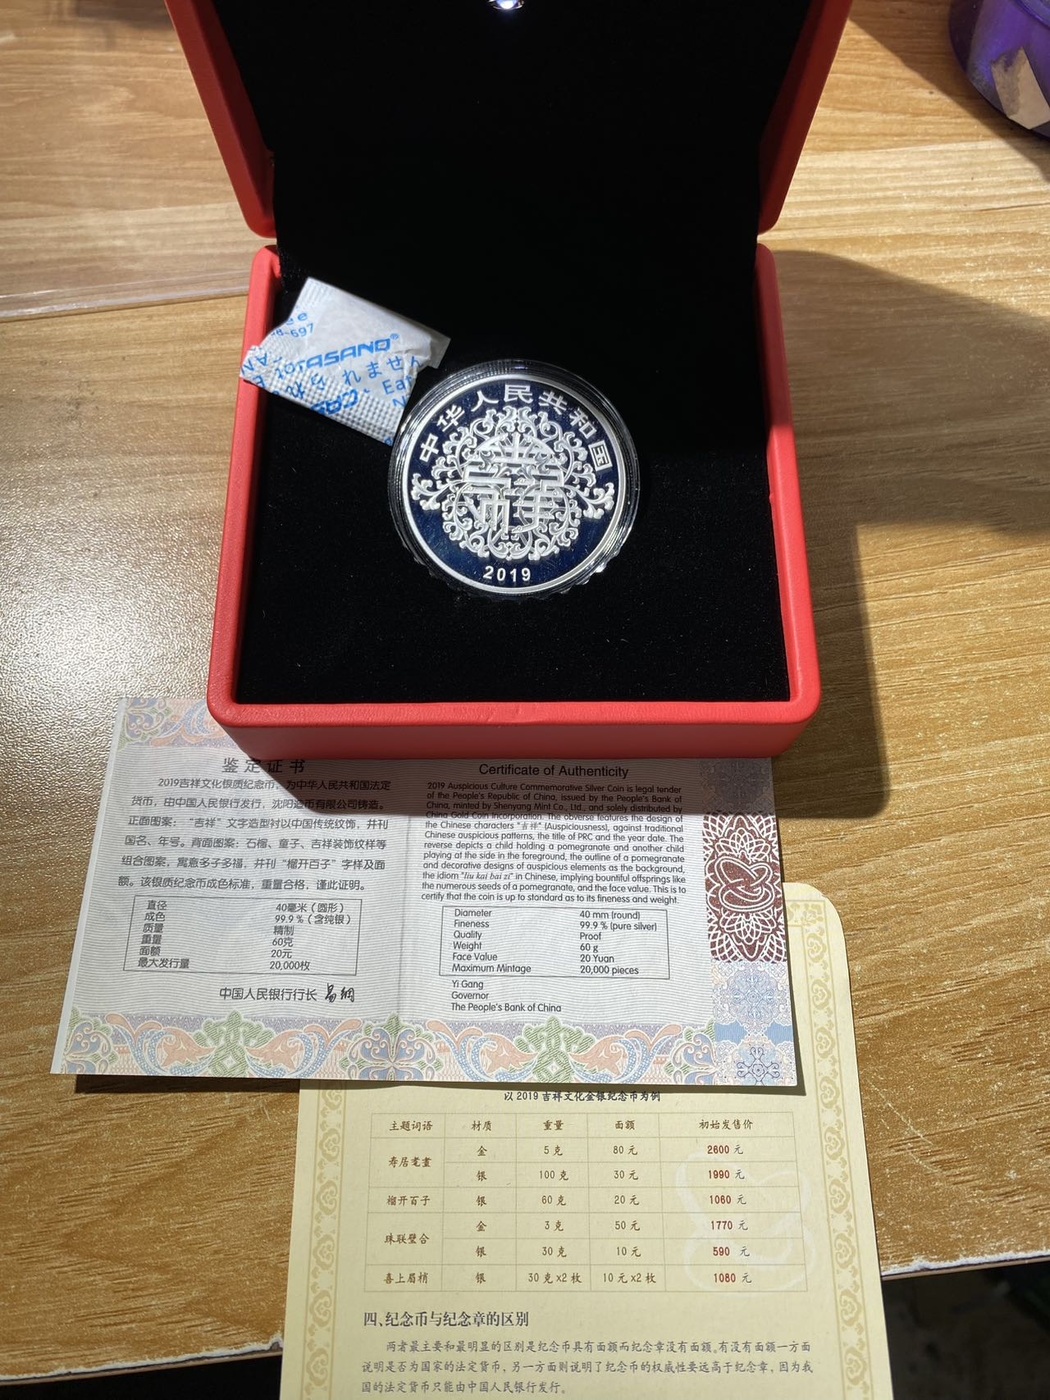 OTASANO®
れません
中华人民共和国
2019
鉴定证书
2019吉祥文化银质纪念币，为中华人民共和国法定
货币，由中国人民银行发行，沈阳造币有限公司铸造。
正面图案：“吉祥”文字造型衬以中国传统纹饰，并刊
国名、年号。背面图案：石榴、童子、吉祥装饰纹样等
组合图案，寓意多子多福，并刊“榴开百子”字样及面
额。该银质纪念币成色标准，重量合格，谨此证明。
直径 40毫米（圆形）
成色 99.9%（含纯银）
质量 精制
重量 60克
面额 20元
最大发行量 20,000枚
中国人民银行行长 易纲
Certificate of Authenticity
2019 Auspicious Culture Commemorative Silver Coin is legal tender
of the People's Republic of China, issued by the People's Bank of
China, minted by Shenyang Mint Co., Ltd., and solely distributed by
China Gold Coin Incorporation. The obverse features the design of
the Chinese characters "吉祥" (Auspiciousness), against traditional
Chinese auspicious patterns, the title of PRC and the year date. The
reverse depicts a child holding a pomegranate and another child
playing at the side in the foreground, the outline of a pomegranate
and decorative designs of auspicious elements as the background,
the idiom "liu kai bai zi" in Chinese, implying bountiful offsprings like
the numerous seeds of a pomegranate, and the face value. This is to
certify that the coin is up to standard as to its fineness and weight.
Diameter 40 mm (round)
Fineness 99.9 % (pure silver)
Quality Proof
Weight 60 g
Face Value 20 Yuan
Maximum Mintage 20,000 pieces
Yi Gang
Governor
The People's Bank of China
以2019吉祥文化金银纪念币为例
主题词语 材质 重量 面额 初始发售价
寿居耄耋 金 5克 80元 2600元
银 100克 30元 1990元
榴开百子 银 60克 20元 1060元
珠联璧合 金 3克 50元 1770元
银 30克 10元 590元
喜上眉梢 银 30克x2枚 10元x2枚 1080元
四、纪念币与纪念章的区别
两者最主要和最明显的区别是纪念币具有面额而纪念章没有面额。有没有面额一方面
说明是否为国家的法定货币，另一方面则说明了纪念币的权威性要远高于纪念章，因为我
国的法定货币只能由中国人民银行发行。